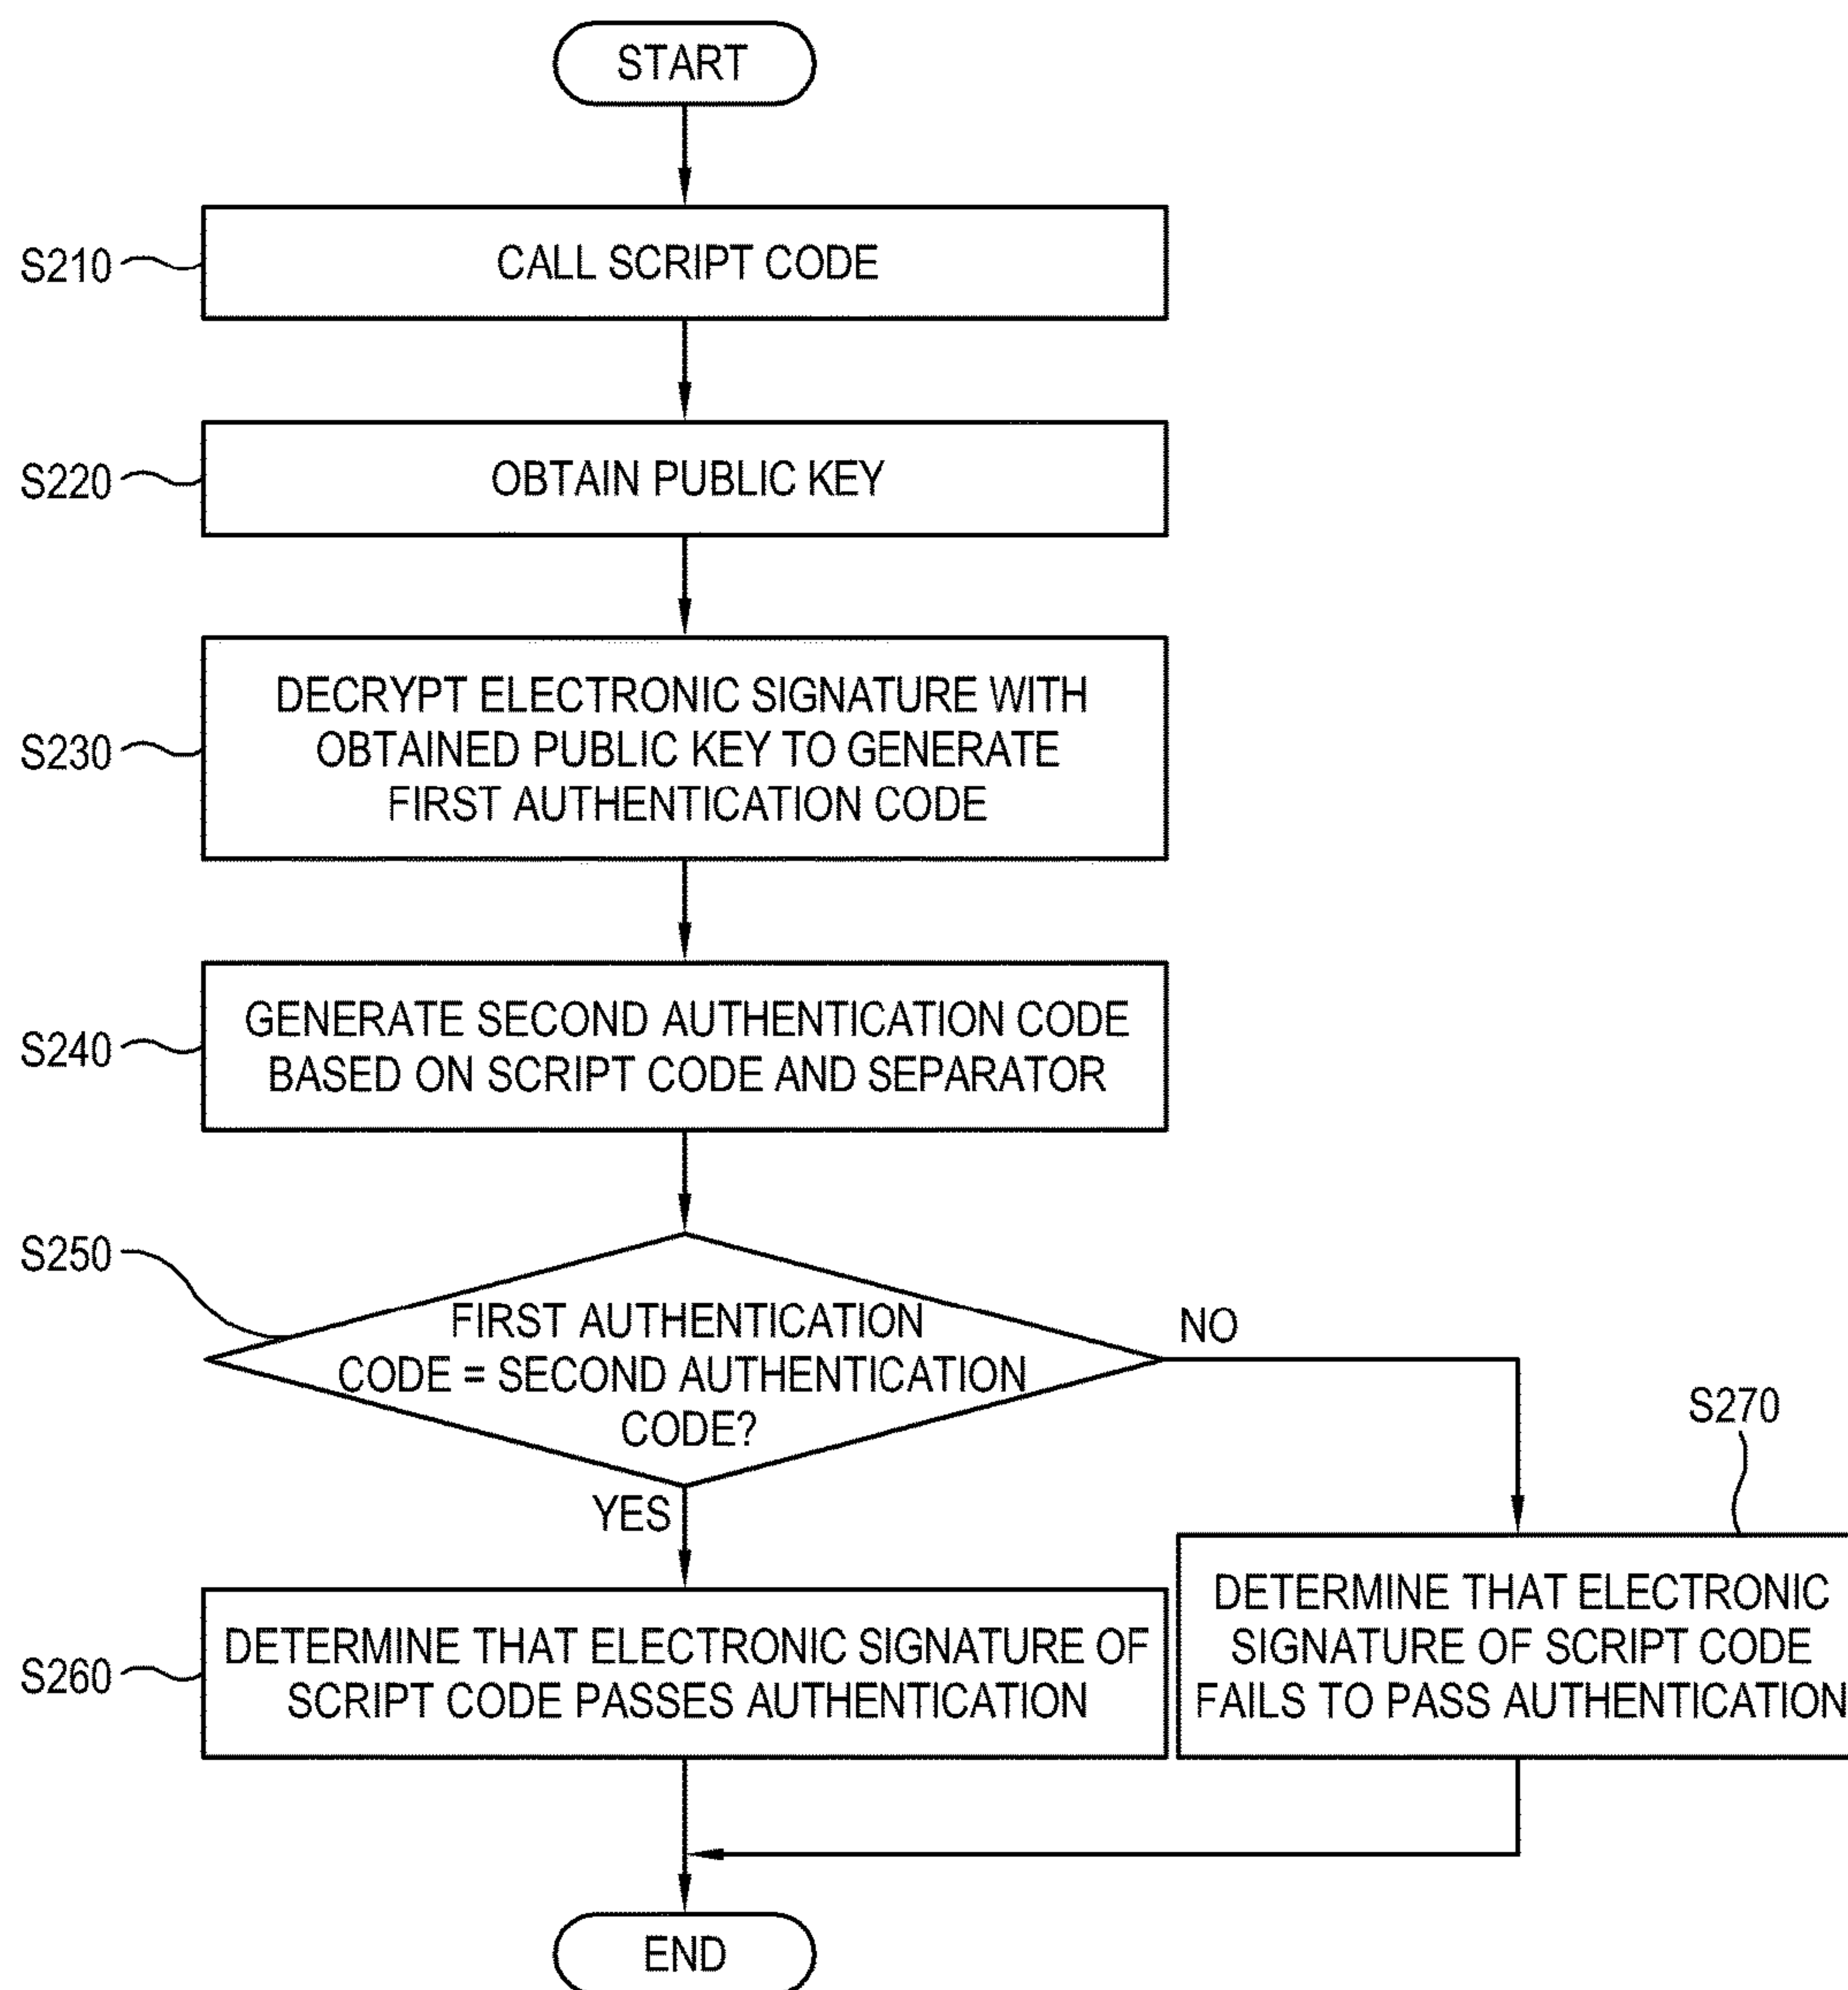 START
S210
CALL SCRIPT CODE
S220
OBTAIN PUBLIC KEY
S230
DECRYPT ELECTRONIC SIGNATURE WITH
OBTAINED PUBLIC KEY TO GENERATE
FIRST AUTHENTICATION CODE
S240
GENERATE SECOND AUTHENTICATION CODE
BASED ON SCRIPT CODE AND SEPARATOR
S250
FIRST AUTHENTICATION
CODE = SECOND AUTHENTICATION
CODE?
NO
YES
S260
DETERMINE THAT ELECTRONIC SIGNATURE OF
SCRIPT CODE PASSES AUTHENTICATION
S270
DETERMINE THAT ELECTRONIC
SIGNATURE OF SCRIPT CODE
FAILS TO PASS AUTHENTICATION
END